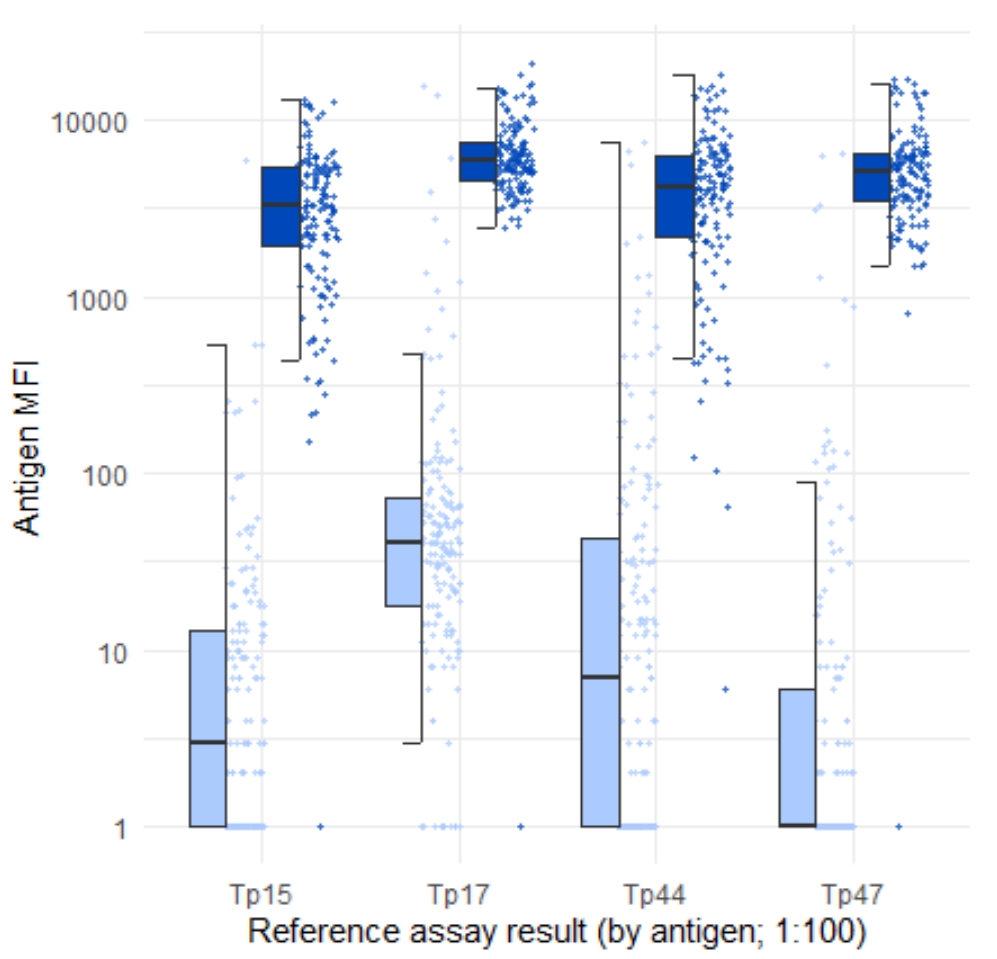 Antigen MFI
10000
1000
100
10
1
Tp15 Tp17 Tp44 Tp47
Reference assay result (by antigen; 1:100)